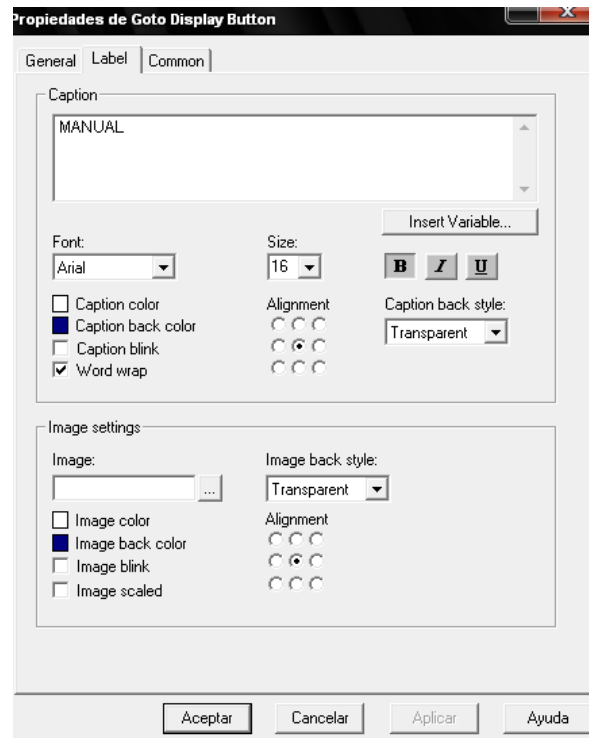 Propiedades de Goto Display Button
General Label Common
Caption
MANUAL
Insert Variable...
Font: Size:
Arial 16 B I U
Caption color Alignment Caption back style:
Caption back color Transparent
Caption blink
Word wrap
Image settings
Image: Image back style:
... Transparent
Image color Alignment
Image back color
Image blink
Image scaled
Aceptar Cancelar Aplicar Ayuda